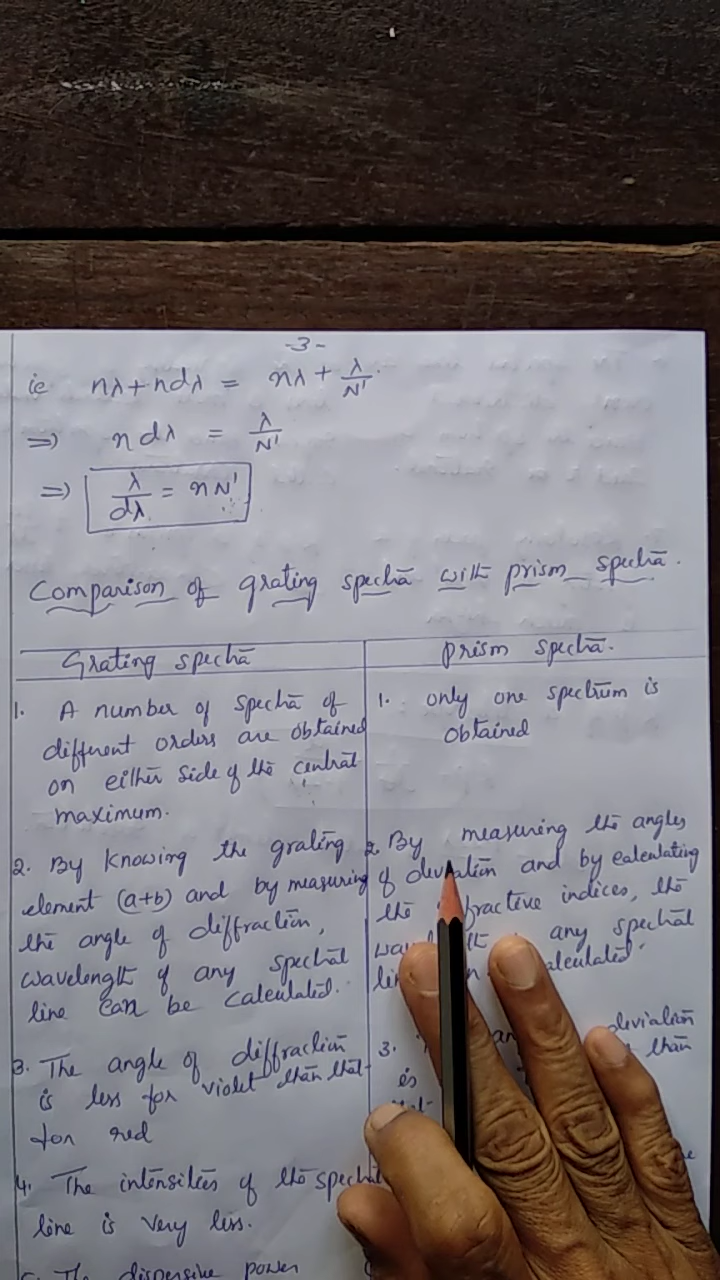 -3-
ie nλ + ndλ = nλ + λ/N'
⇒ ndλ = λ/N'
⇒ λ/dλ = nN'
Comparison of grating spectra with prism spectra.
Grating spectra
1. A number of spectra of
different orders are obtained
on either side of the central
maximum.
2. By knowing the grating
element (a+b) and by measuring
the angle of diffraction,
wavelength of any spectral
line can be calculated.
3. The angle of diffraction
is less for violet than that
for red
4. The intensities of the spectral
line is very less.
The dispersive power
Prism spectra.
1. only one spectrum is
obtained
2. By measuring the angles
of deviation and by calculating
the refractive indices, the
any spectral
calculated.
3. deviation
is than